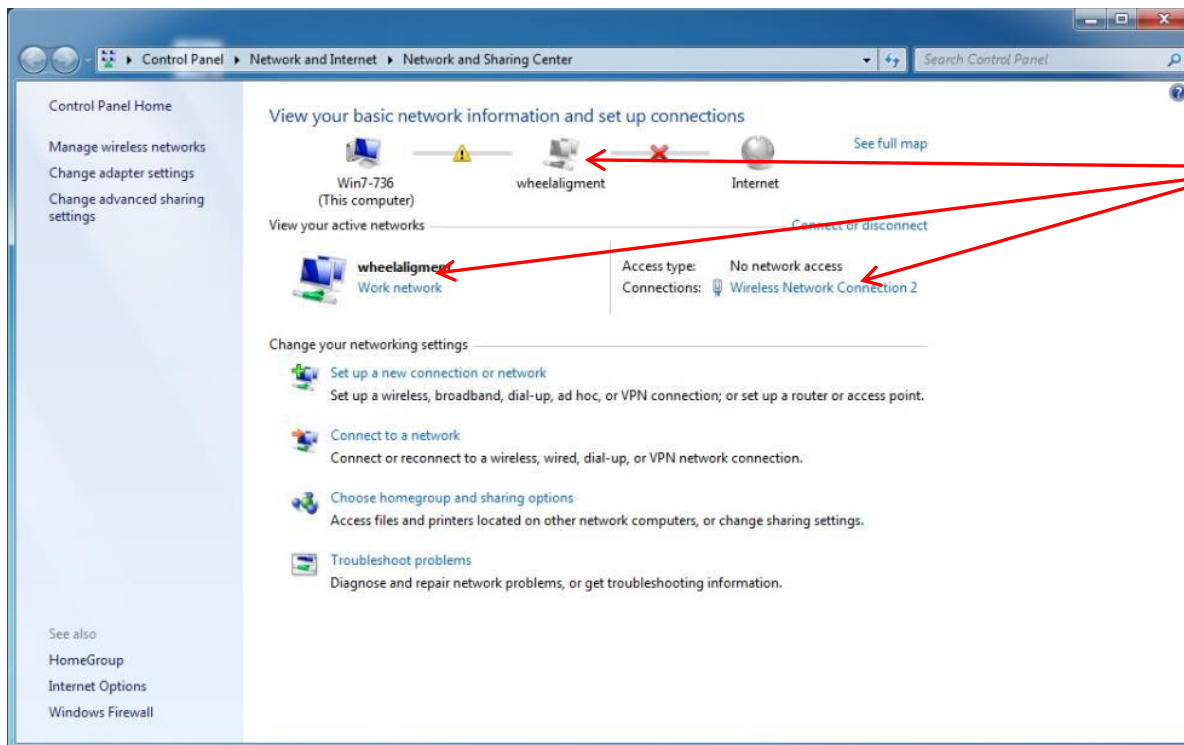 Control Panel ▸ Network and Internet ▸ Network and Sharing Center
Search Control Panel
Control Panel Home
Manage wireless networks
Change adapter settings
Change advanced sharing
settings
See also
HomeGroup
Internet Options
Windows Firewall
View your basic network information and set up connections
See full map
Win7-736
(This computer)
wheelaligment
Internet
View your active networks
Connect or disconnect
wheelaligment
Work network
Access type: No network access
Connections: Wireless Network Connection 2
Change your networking settings
Set up a new connection or network
Set up a wireless, broadband, dial-up, ad hoc, or VPN connection; or set up a router or access point.
Connect to a network
Connect or reconnect to a wireless, wired, dial-up, or VPN network connection.
Choose homegroup and sharing options
Access files and printers located on other network computers, or change sharing settings.
Troubleshoot problems
Diagnose and repair network problems, or get troubleshooting information.